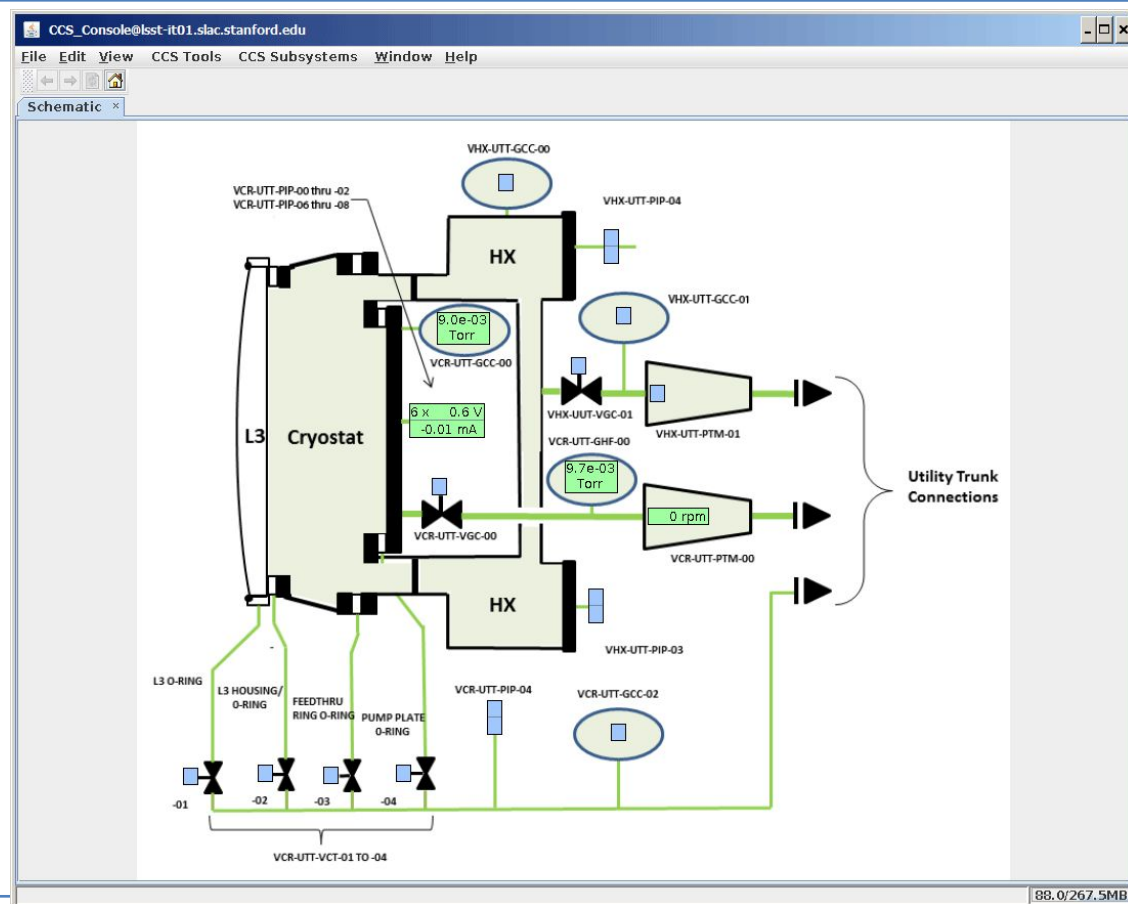 CCS_Console@lsst-it01.slac.stanford.edu
File Edit View CCS Tools CCS Subsystems Window Help
Schematic ×
VHX-UTT-GCC-00
VCR-UTT-PIP-00 thru -02
VCR-UTT-PIP-06 thru -08
VHX-UTT-PIP-04
HX
VHX-UTT-GCC-01
9.0e-03
Torr
VCR-UTT-GCC-00
6 x 0.6 V
-0.01 mA
VHX-UUT-VGC-01
VHX-UTT-PTM-01
L3
Cryostat
VCR-UTT-GHF-00
9.7e-03
Torr
Utility Trunk
Connections
0 rpm
VCR-UTT-VGC-00
VCR-UTT-PTM-00
HX
VHX-UTT-PIP-03
L3 O-RING
L3 HOUSING/
0-RING
FEEDTHRU
RING O-RING
PUMP PLATE
0-RING
VCR-UTT-PIP-04
VCR-UTT-GCC-02
-01
-02
-03
-04
VCR-UTT-VCT-01 TO -04
88.0/267.5MB